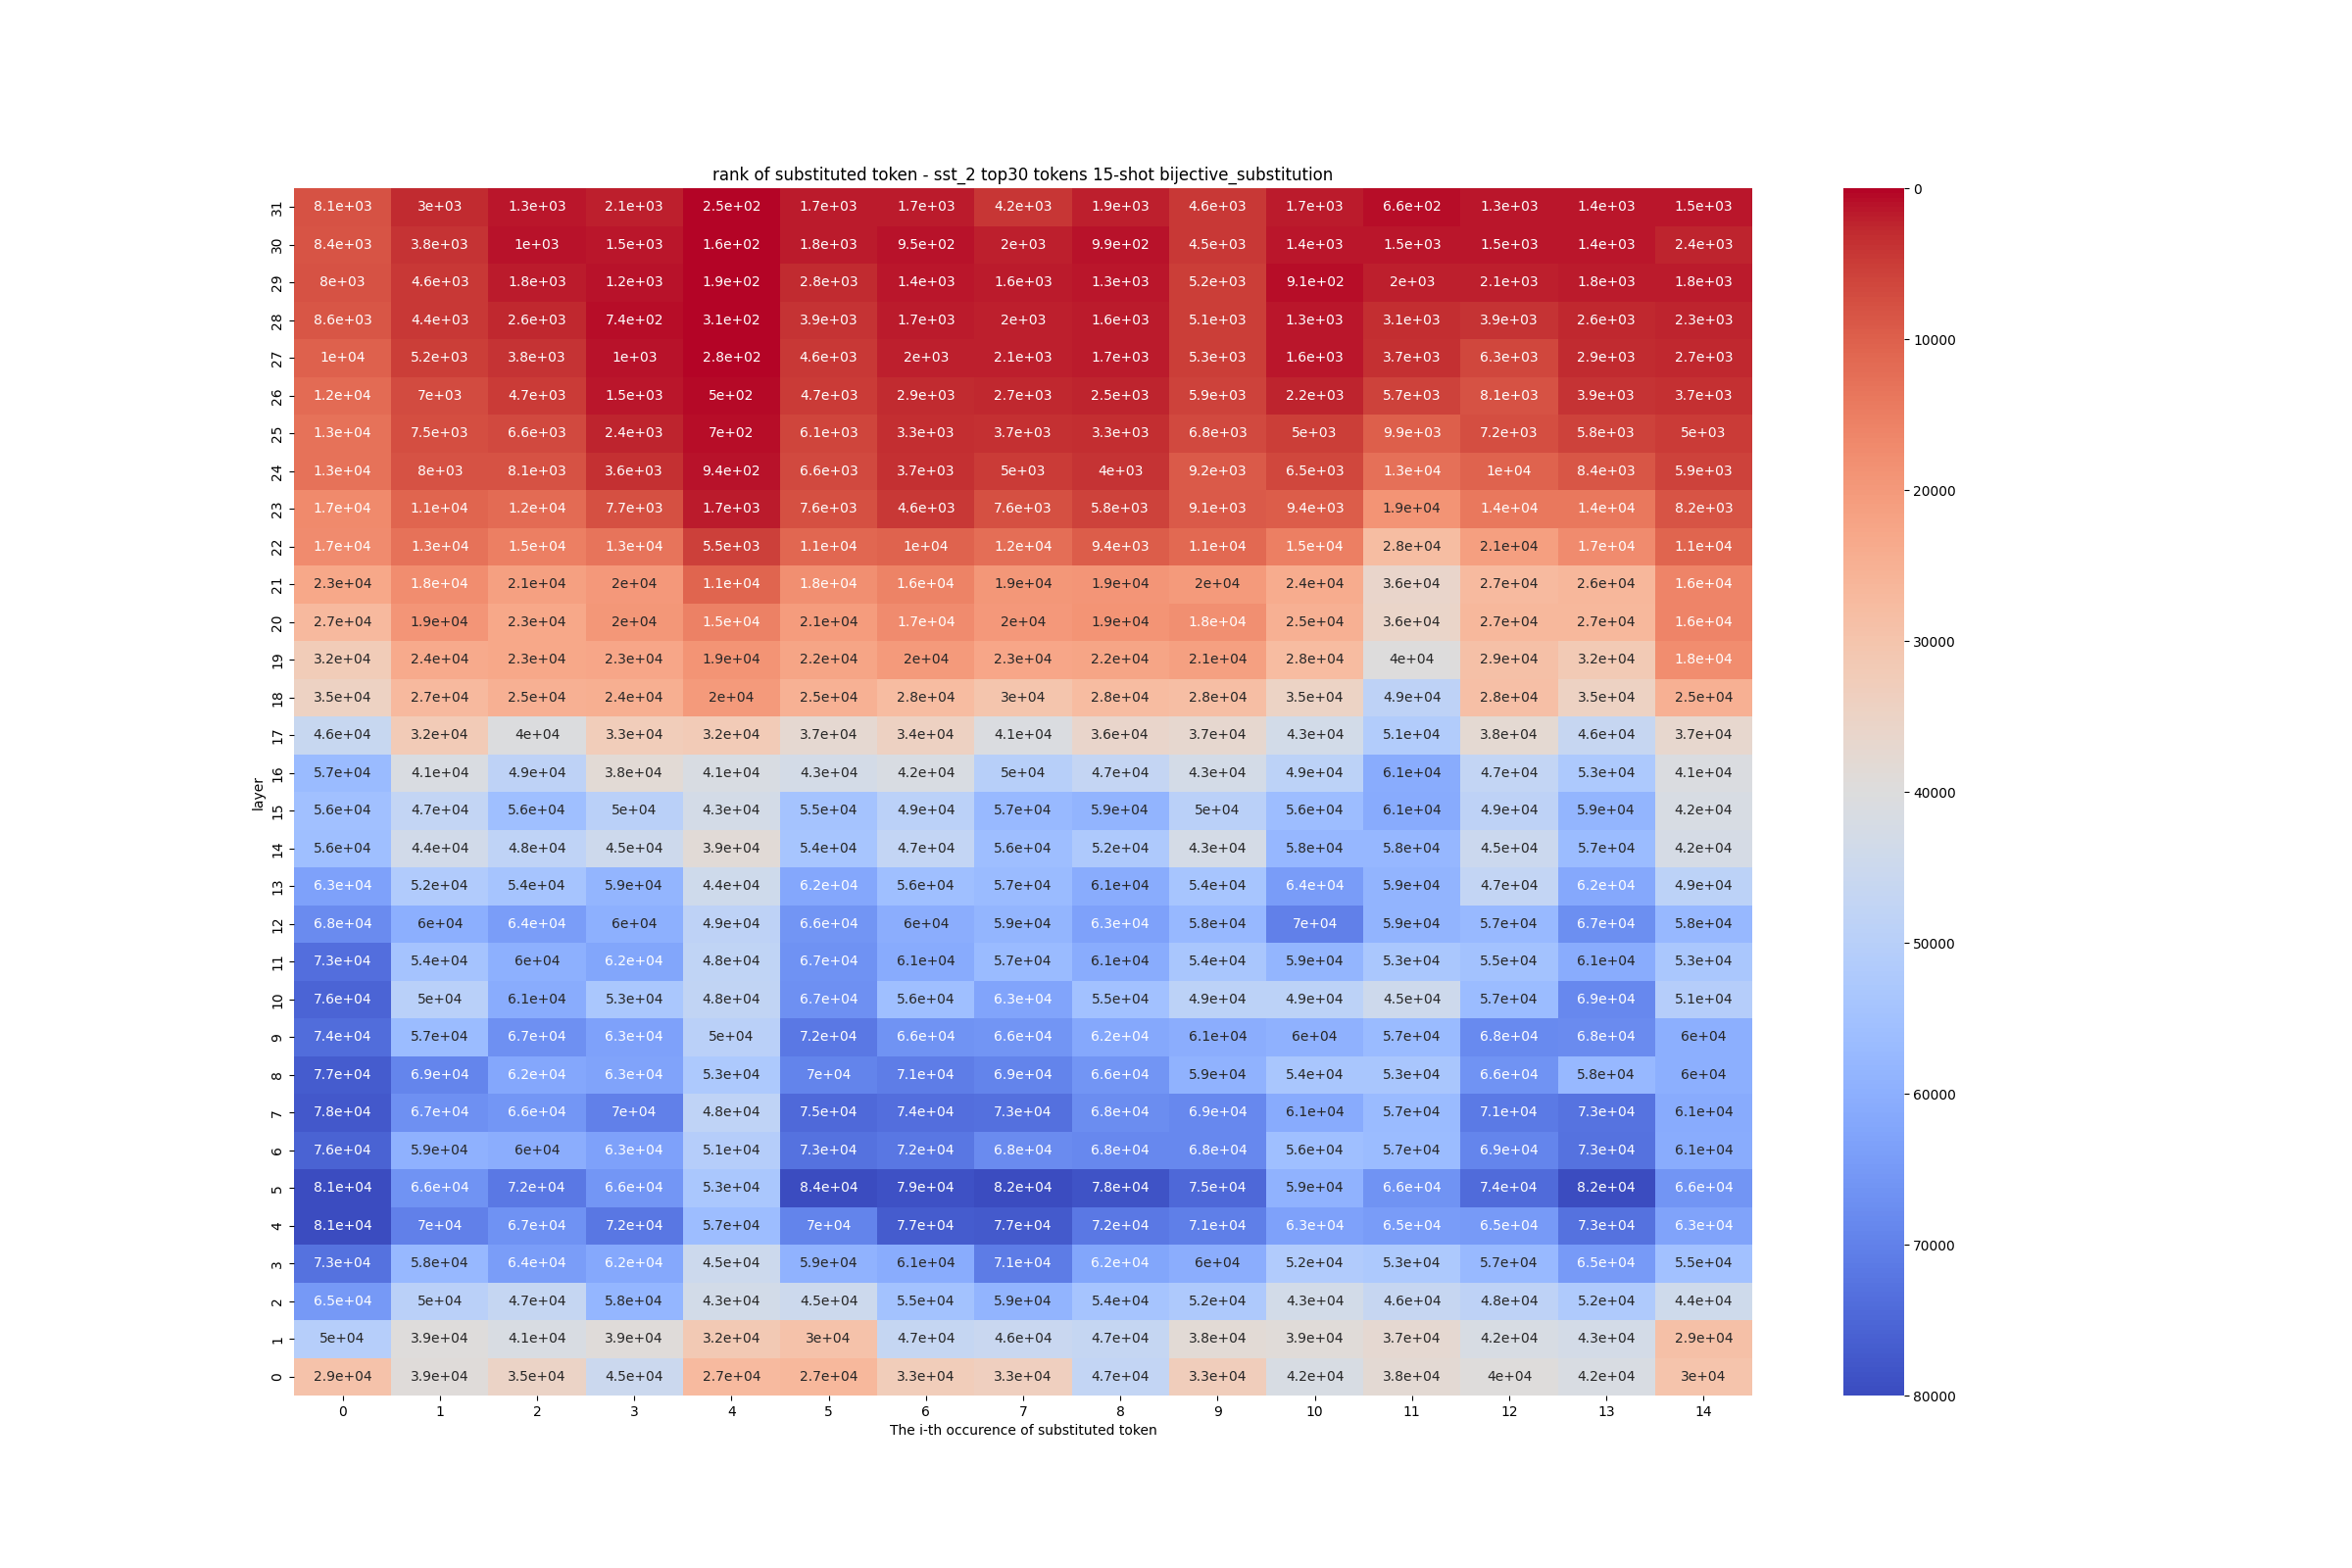 rank of substituted token - sst_2 top30 tokens 15-shot bijective_substitution
31 8.1e+03 3e+03 1.3e+03 2.1e+03 2.5e+02 1.7e+03 1.7e+03 4.2e+03 1.9e+03 4.6e+03 1.7e+03 6.6e+02 1.3e+03 1.4e+03 1.5e+03 0
30 8.4e+03 3.8e+03 1e+03 1.5e+03 1.6e+02 1.8e+03 9.5e+02 2e+03 9.9e+02 4.5e+03 1.4e+03 1.5e+03 1.5e+03 1.4e+03 2.4e+03
29 8e+03 4.6e+03 1.8e+03 1.2e+03 1.9e+02 2.8e+03 1.4e+03 1.6e+03 1.3e+03 5.2e+03 9.1e+02 2e+03 2.1e+03 1.8e+03 1.8e+03
28 8.6e+03 4.4e+03 2.6e+03 7.4e+02 3.1e+02 3.9e+03 1.7e+03 2e+03 1.6e+03 5.1e+03 1.3e+03 3.1e+03 3.9e+03 2.6e+03 2.3e+03
27 1e+04 5.2e+03 3.8e+03 1e+03 2.8e+02 4.6e+03 2e+03 2.1e+03 1.7e+03 5.3e+03 1.6e+03 3.7e+03 6.3e+03 2.9e+03 2.7e+03 10000
26 1.2e+04 7e+03 4.7e+03 1.5e+03 5e+02 4.7e+03 2.9e+03 2.7e+03 2.5e+03 5.9e+03 2.2e+03 5.7e+03 8.1e+03 3.9e+03 3.7e+03
25 1.3e+04 7.5e+03 6.6e+03 2.4e+03 7e+02 6.1e+03 3.3e+03 3.7e+03 3.3e+03 6.8e+03 5e+03 9.9e+03 7.2e+03 5.8e+03 5e+03
24 1.3e+04 8e+03 8.1e+03 3.6e+03 9.4e+02 6.6e+03 3.7e+03 5e+03 4e+03 9.2e+03 6.5e+03 1.3e+04 1e+04 8.4e+03 5.9e+03
23 1.7e+04 1.1e+04 1.2e+04 7.7e+03 1.7e+03 7.6e+03 4.6e+03 7.6e+03 5.8e+03 9.1e+03 9.4e+03 1.9e+04 1.4e+04 1.4e+04 8.2e+03 20000
22 1.7e+04 1.3e+04 1.5e+04 1.3e+04 5.5e+03 1.1e+04 1e+04 1.2e+04 9.4e+03 1.1e+04 1.5e+04 2.8e+04 2.1e+04 1.7e+04 1.1e+04
21 2.3e+04 1.8e+04 2.1e+04 2e+04 1.1e+04 1.8e+04 1.6e+04 1.9e+04 1.9e+04 2e+04 2.4e+04 3.6e+04 2.7e+04 2.6e+04 1.6e+04
20 2.7e+04 1.9e+04 2.3e+04 2e+04 1.5e+04 2.1e+04 1.7e+04 2e+04 1.9e+04 1.8e+04 2.5e+04 3.6e+04 2.7e+04 2.7e+04 1.6e+04 30000
19 3.2e+04 2.4e+04 2.3e+04 2.3e+04 1.9e+04 2.2e+04 2e+04 2.3e+04 2.2e+04 2.1e+04 2.8e+04 4e+04 2.9e+04 3.2e+04 1.8e+04
18 3.5e+04 2.7e+04 2.5e+04 2.4e+04 2e+04 2.5e+04 2.8e+04 3e+04 2.8e+04 2.8e+04 3.5e+04 4.9e+04 2.8e+04 3.5e+04 2.5e+04
17 4.6e+04 3.2e+04 4e+04 3.3e+04 3.2e+04 3.7e+04 3.4e+04 4.1e+04 3.6e+04 3.7e+04 4.3e+04 5.1e+04 3.8e+04 4.6e+04 3.7e+04
16 5.7e+04 4.1e+04 4.9e+04 3.8e+04 4.1e+04 4.3e+04 4.2e+04 5e+04 4.7e+04 4.3e+04 4.9e+04 6.1e+04 4.7e+04 5.3e+04 4.1e+04 40000
layer
15 5.6e+04 4.7e+04 5.6e+04 5e+04 4.3e+04 5.5e+04 4.9e+04 5.7e+04 5.9e+04 5e+04 5.6e+04 6.1e+04 4.9e+04 5.9e+04 4.2e+04
14 5.6e+04 4.4e+04 4.8e+04 4.5e+04 3.9e+04 5.4e+04 4.7e+04 5.6e+04 5.2e+04 4.3e+04 5.8e+04 5.8e+04 4.5e+04 5.7e+04 4.2e+04
13 6.3e+04 5.2e+04 5.4e+04 5.9e+04 4.4e+04 6.2e+04 5.6e+04 5.7e+04 6.1e+04 5.4e+04 6.4e+04 5.9e+04 4.7e+04 6.2e+04 4.9e+04
12 6.8e+04 6e+04 6.4e+04 6e+04 4.9e+04 6.6e+04 6e+04 5.9e+04 6.3e+04 5.8e+04 7e+04 5.9e+04 5.7e+04 6.7e+04 5.8e+04 50000
11 7.3e+04 5.4e+04 6e+04 6.2e+04 4.8e+04 6.7e+04 6.1e+04 5.7e+04 6.1e+04 5.4e+04 5.9e+04 5.3e+04 5.5e+04 6.1e+04 5.3e+04
10 7.6e+04 5e+04 6.1e+04 5.3e+04 4.8e+04 6.7e+04 5.6e+04 6.3e+04 5.5e+04 4.9e+04 4.9e+04 4.5e+04 5.7e+04 6.9e+04 5.1e+04
9 7.4e+04 5.7e+04 6.7e+04 6.3e+04 5e+04 7.2e+04 6.6e+04 6.6e+04 6.2e+04 6.1e+04 6e+04 5.7e+04 6.8e+04 6.8e+04 6e+04
8 7.7e+04 6.9e+04 6.2e+04 6.3e+04 5.3e+04 7e+04 7.1e+04 6.9e+04 6.6e+04 5.9e+04 5.4e+04 5.3e+04 6.6e+04 5.8e+04 6e+04
7 7.8e+04 6.7e+04 6.6e+04 7e+04 4.8e+04 7.5e+04 7.4e+04 7.3e+04 6.8e+04 6.9e+04 6.1e+04 5.7e+04 7.1e+04 7.3e+04 6.1e+04 60000
6 7.6e+04 5.9e+04 6e+04 6.3e+04 5.1e+04 7.3e+04 7.2e+04 6.8e+04 6.8e+04 6.8e+04 5.6e+04 5.7e+04 6.9e+04 7.3e+04 6.1e+04
5 8.1e+04 6.6e+04 7.2e+04 6.6e+04 5.3e+04 8.4e+04 7.9e+04 8.2e+04 7.8e+04 7.5e+04 5.9e+04 6.6e+04 7.4e+04 8.2e+04 6.6e+04
4 8.1e+04 7e+04 6.7e+04 7.2e+04 5.7e+04 7e+04 7.7e+04 7.7e+04 7.2e+04 7.1e+04 6.3e+04 6.5e+04 6.5e+04 7.3e+04 6.3e+04 70000
3 7.3e+04 5.8e+04 6.4e+04 6.2e+04 4.5e+04 5.9e+04 6.1e+04 7.1e+04 6.2e+04 6e+04 5.2e+04 5.3e+04 5.7e+04 6.5e+04 5.5e+04
2 6.5e+04 5e+04 4.7e+04 5.8e+04 4.3e+04 4.5e+04 5.5e+04 5.9e+04 5.4e+04 5.2e+04 4.3e+04 4.6e+04 4.8e+04 5.2e+04 4.4e+04
1 5e+04 3.9e+04 4.1e+04 3.9e+04 3.2e+04 3e+04 4.7e+04 4.6e+04 4.7e+04 3.8e+04 3.9e+04 3.7e+04 4.2e+04 4.3e+04 2.9e+04
0 2.9e+04 3.9e+04 3.5e+04 4.5e+04 2.7e+04 2.7e+04 3.3e+04 3.3e+04 4.7e+04 3.3e+04 4.2e+04 3.8e+04 4e+04 4.2e+04 3e+04 80000
0 1 2 3 4 5 6 7 8 9 10 11 12 13 14
The i-th occurence of substituted token